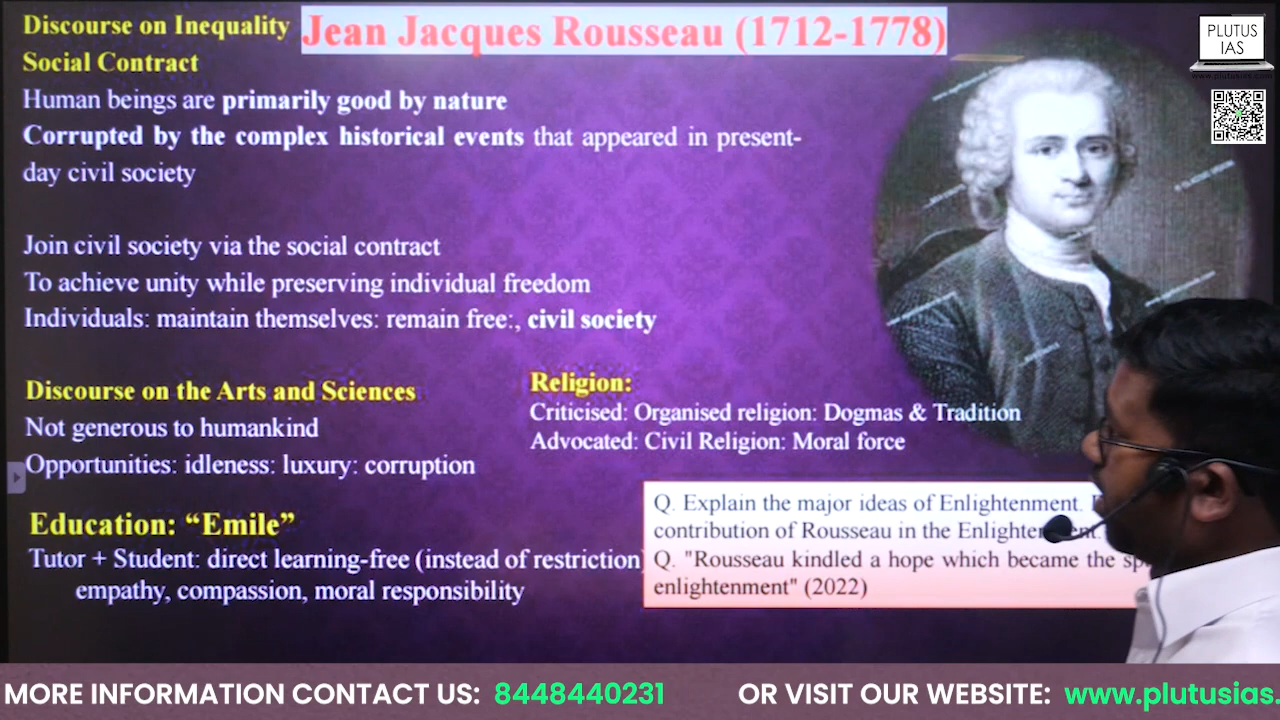 Discourse on Inequality
Jean Jacques Rousseau (1712-1778)
PLUTUS
IAS
www.plutusias.com
Social Contract
Human beings are primarily good by nature
Corrupted by the complex historical events that appeared in present-
day civil society
Join civil society via the social contract
To achieve unity while preserving individual freedom
Individuals: maintain themselves: remain free:, civil society
Discourse on the Arts and Sciences
Not generous to humankind
Opportunities: idleness: luxury: corruption
Religion:
Criticised: Organised religion: Dogmas & Tradition
Advocated: Civil Religion: Moral force
Education: “Emile”
Tutor + Student: direct learning-free (instead of restriction
empathy, compassion, moral responsibility
Q. Explain the major ideas of Enlightenment.
contribution of Rousseau in the
Q. "Rousseau kindled a hope which became the
enlightenment" (2022)
MORE INFORMATION CONTACT US: 8448440231 OR VISIT OUR WEBSITE: www.plutusias.